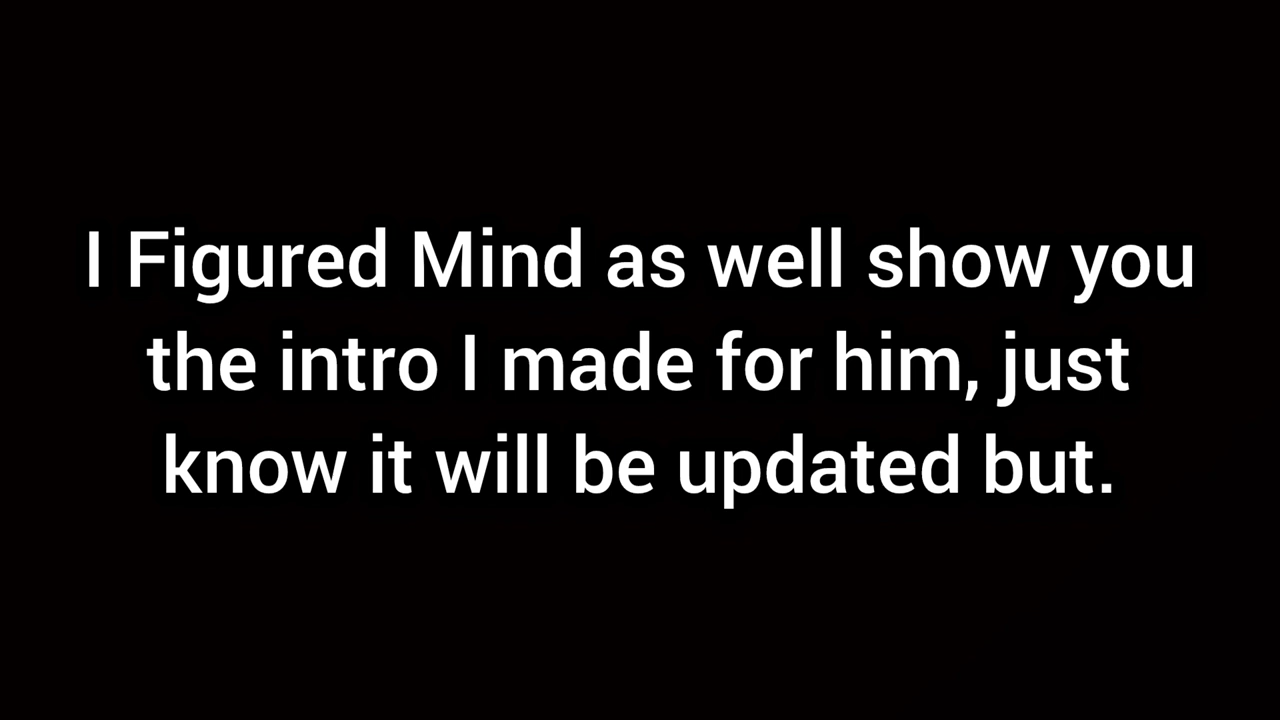 I Figured Mind as well show you
the intro I made for him, just
know it will be updated but.